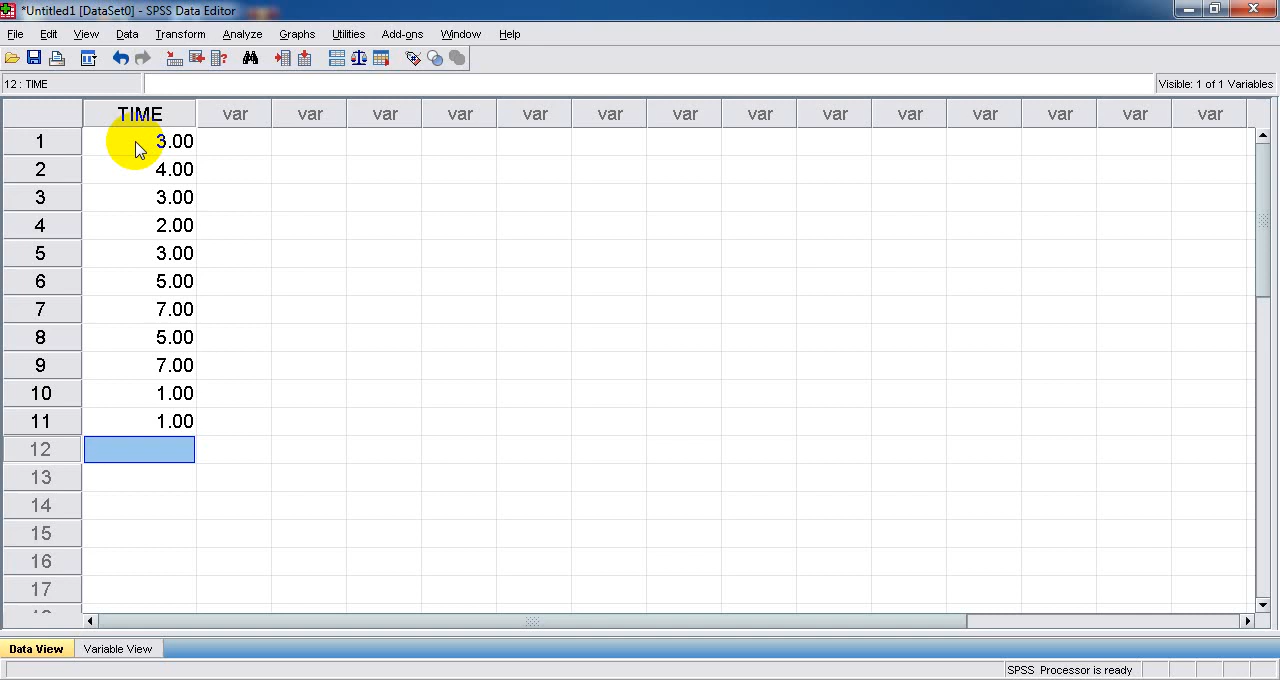 *Untitled1 [DataSet0] - SPSS Data Editor
File Edit View Data Transform Analyze Graphs Utilities Add-ons Window Help
12 : TIME Visible: 1 of 1 Variables
TIME var var var var var var var var var var var var var var
1 3.00
2 4.00
3 3.00
4 2.00
5 3.00
6 5.00
7 7.00
8 5.00
9 7.00
10 1.00
11 1.00
12
13
14
15
16
17
Data View Variable View
SPSS Processor is ready